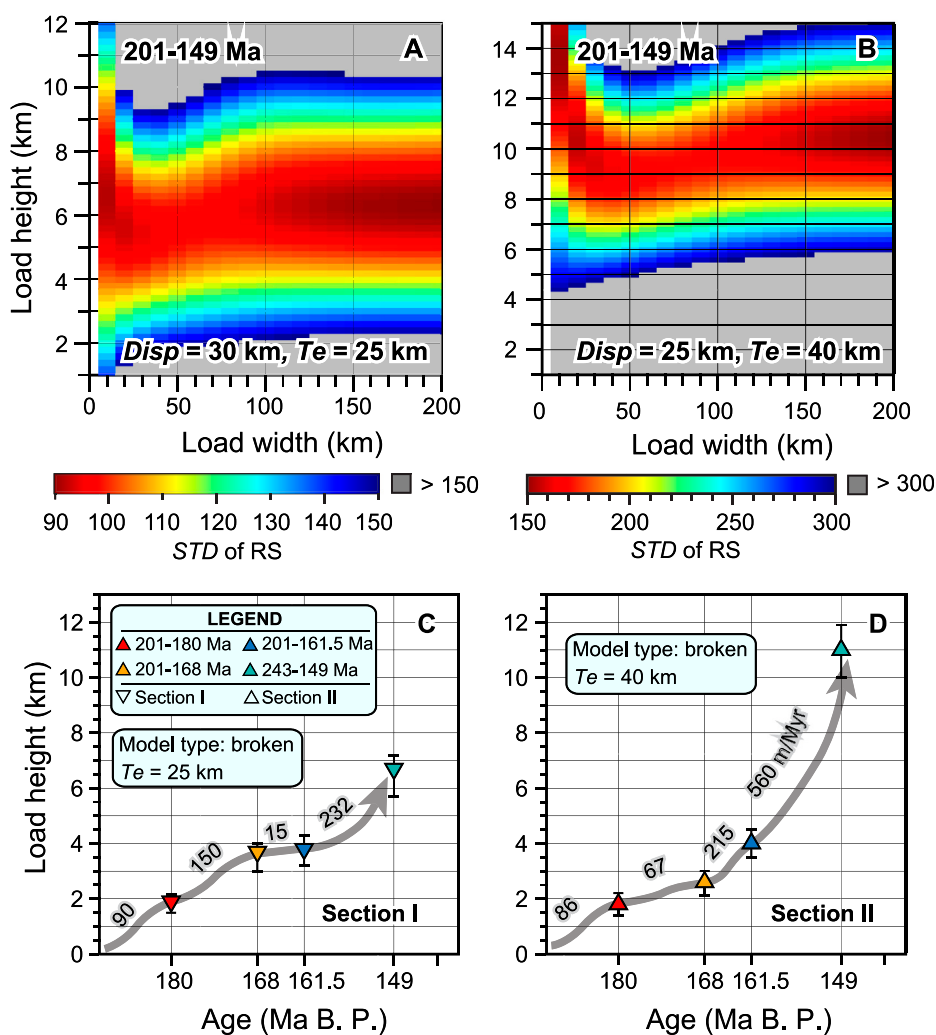 201-149 Ma A
12
10
8
6
4
2
Load height (km)
Disp = 30 km, Te = 25 km
0 50 100 150 200
Load width (km)
90 100 110 120 130 140 150
> 150
STD of RS
201-149 Ma B
14
12
10
8
6
4
2
Load height (km)
Disp = 25 km, Te = 40 km
0 50 100 150 200
Load width (km)
150 200 250 300
> 300
STD of RS
C
12
10
8
6
4
2
0
Load height (km)
LEGEND
201-180 Ma 201-161.5 Ma
201-168 Ma 243-149 Ma
Section I Section II
Model type: broken
Te = 25 km
90
150
15
232
Section I
180 168 161.5 149
Age (Ma B. P.)
D
12
10
8
6
4
2
0
Load height (km)
Model type: broken
Te = 40 km
86
67
215
560 m/Myr
Section II
180 168 161.5 149
Age (Ma B. P.)